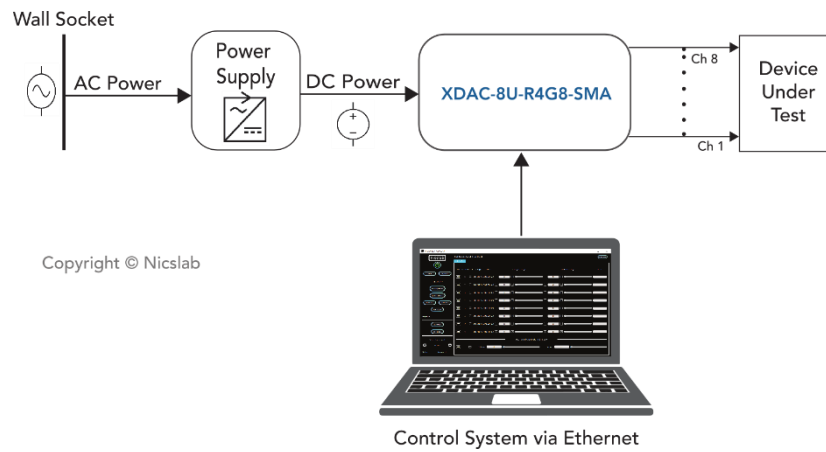 Wall Socket
AC Power
Power
Supply
DC Power
XDAC-8U-R4G8-SMA
Ch 8
Ch 1
Device
Under
Test
Copyright © Nicslab
Control System via Ethernet